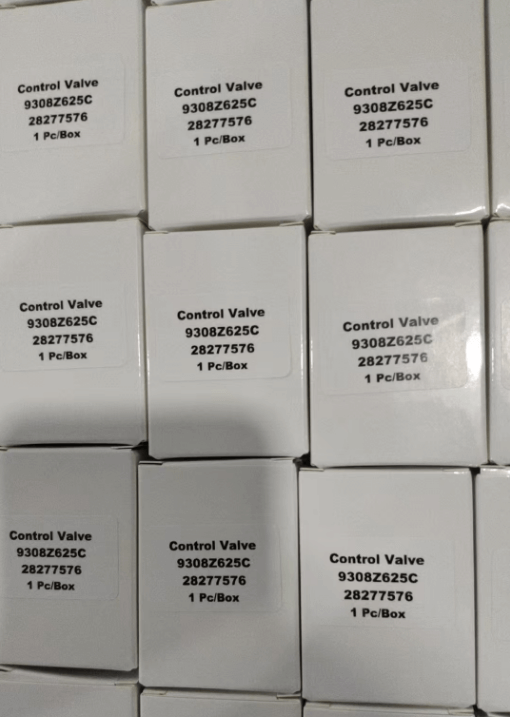 Control Valve
9308Z625C
28277576
1 Pc/Box
Control Valve
9308Z625C
28277576
1 Pc/Box
Control Valve
9308Z625C
28277576
1 Pc/Box
Control Valve
9308Z625C
28277576
1 Pc/Box
Control Valve
9308Z625C
28277576
1 Pc/Box
Control Valve
9308Z625C
28277576
1 Pc/Box
Control Valve
9308Z625C
28277576
1 Pc/Box
Control Valve
9308Z625C
28277576
1 Pc/Box
Control Valve
9308Z625C
28277576
1 Pc/Box